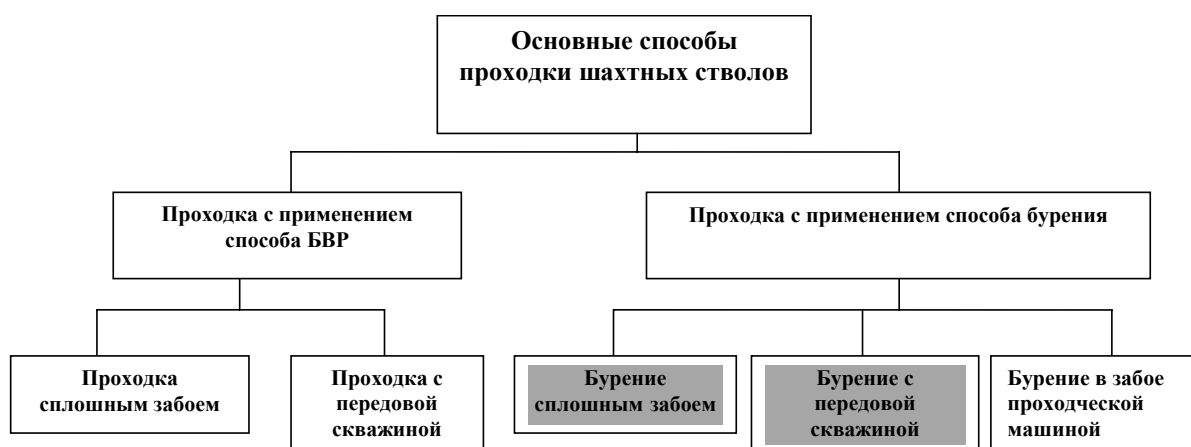 Основные способы
проходки шахтных стволов
Проходка с применением
способа БВР
Проходка с применением способа бурения
Проходка
сплошным забоем
Проходка с
передовой
скважиной
Бурение
сплошным забоем
Бурение с
передовой
скважиной
Бурение в забое
проходческой
машиной